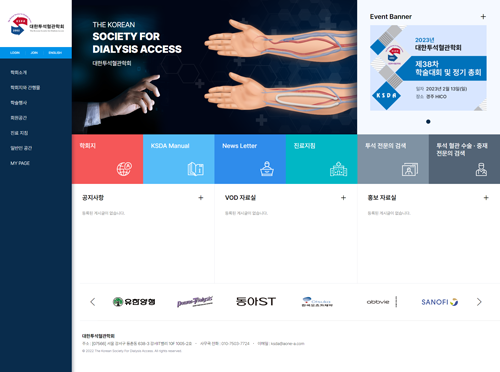 KSDA
대한투석혈관학회
LOGIN JOIN ENGLISH
학회소개
학회지와 간행물
학술행사
회원공간
진료 지침
일반인 공간
MY PAGE
THE KOREAN
SOCIETY FOR
DIALYSIS ACCESS
대한투석혈관학회
Event Banner
2023년
대한투석혈관학회
제38차
학술대회 및 정기 총회
일자 2023년 2월 13일(일)
장소 경주 HICO
KSDA
학회지
KSDA Manual
News Letter
진료지침
투석 전문의 검색
투석 혈관 수술·중재
전문의 검색
공지사항
등록된 게시글이 없습니다.
VOD 자료실
등록된 게시글이 없습니다.
홍보 자료실
등록된 게시글이 없습니다.
유한양행
동아ST
abbvie
SANOFI
대한투석혈관학회
© 2022 The Korean Society For Dialysis Access. All rights reserved.